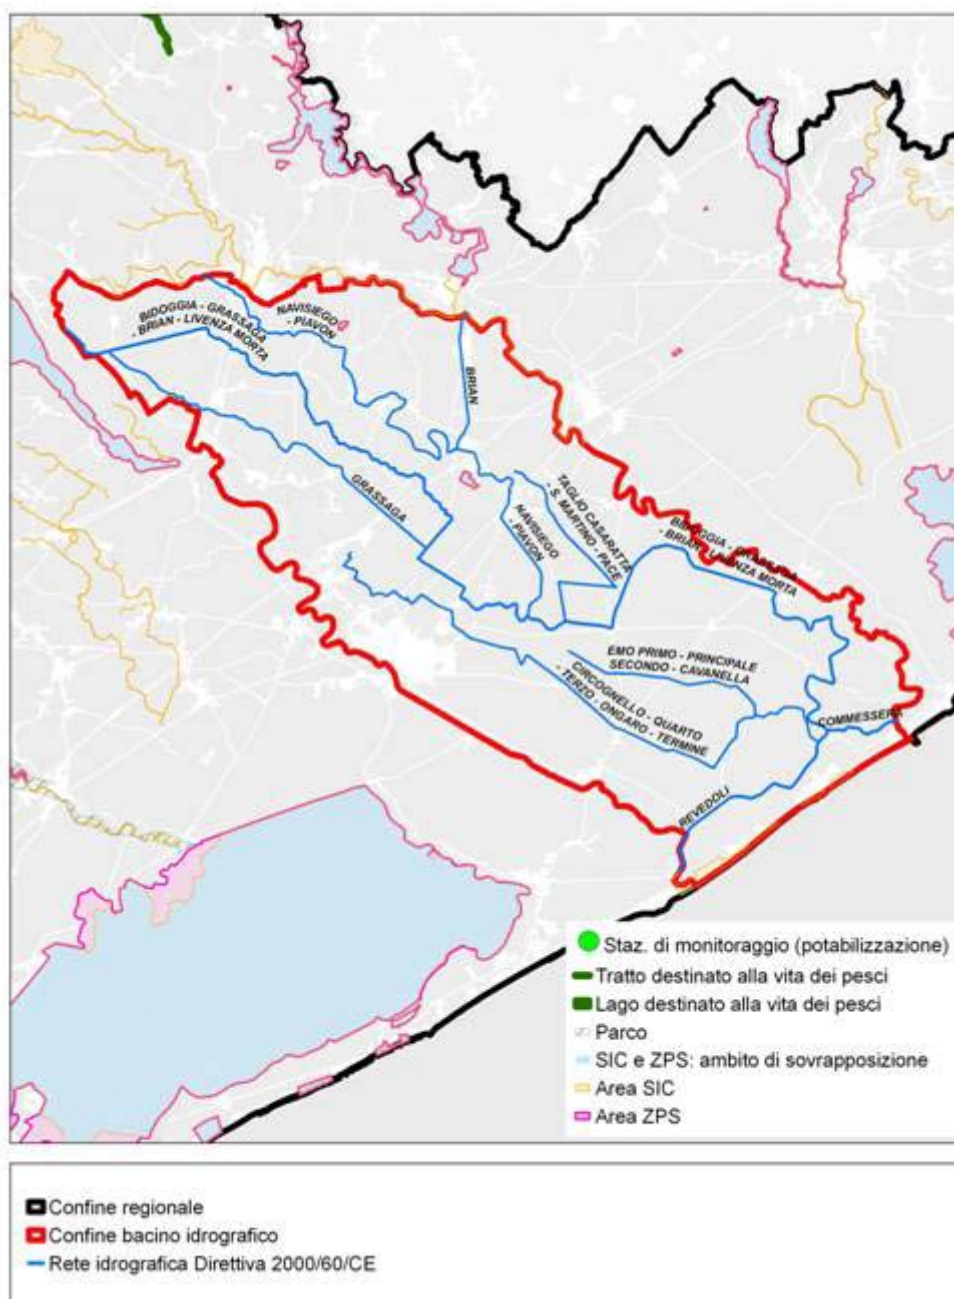 BIDOGGIA - GRASSAGA
- BRIAN - LIVENZA MORTA
NAVISIEGO
- PIAVON
BRIAN
GRASSAGA
TAGLIO CASARATTA
- S. MARTINO - PACE
NAVISIEGO
- PIAVON
BIDOGGIA - GRASSAGA
- BRIAN - LIVENZA MORTA
EMO PRIMO - PRINCIPALE
SECONDO - CAVANELLA
CIRCOGNELLO - QUARTO
- TERZO - ONGARO - TERMINE
COMMESSERA
REVEDOLI
Staz. di monitoraggio (potabilizzazione)
Tratto destinato alla vita dei pesci
Lago destinato alla vita dei pesci
Parco
SIC e ZPS: ambito di sovrapposizione
Area SIC
Area ZPS
Confine regionale
Confine bacino idrografico
Rete idrografica Direttiva 2000/60/CE